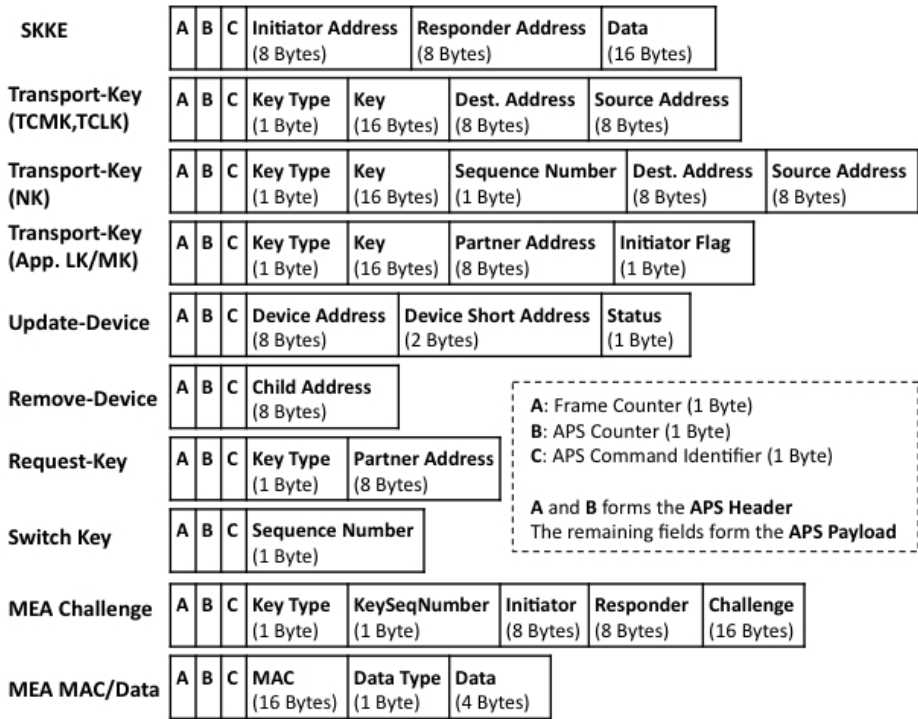 SKKE
A B C Initiator Address Responder Address Data
(8 Bytes) (8 Bytes) (16 Bytes)
Transport-Key
(TCMK,TCLK)
A B C Key Type Key Dest. Address Source Address
(1 Byte) (16 Bytes) (8 Bytes) (8 Bytes)
Transport-Key
(NK)
A B C Key Type Key Sequence Number Dest. Address Source Address
(1 Byte) (16 Bytes) (1 Byte) (8 Bytes) (8 Bytes)
Transport-Key
(App. LK/MK)
A B C Key Type Key Partner Address Initiator Flag
(1 Byte) (16 Bytes) (8 Bytes) (1 Byte)
Update-Device
A B C Device Address Device Short Address Status
(8 Bytes) (2 Bytes) (1 Byte)
Remove-Device
A B C Child Address
(8 Bytes)
Request-Key
A B C Key Type Partner Address
(1 Byte) (8 Bytes)
Switch Key
A B C Sequence Number
(1 Byte)
A: Frame Counter (1 Byte)
B: APS Counter (1 Byte)
C: APS Command Identifier (1 Byte)
A and B forms the APS Header
The remaining fields form the APS Payload
MEA Challenge
A B C Key Type KeySeqNumber Initiator Responder Challenge
(1 Byte) (1 Byte) (8 Bytes) (8 Bytes) (16 Bytes)
MEA MAC/Data
A B C MAC Data Type Data
(16 Bytes) (1 Byte) (4 Bytes)